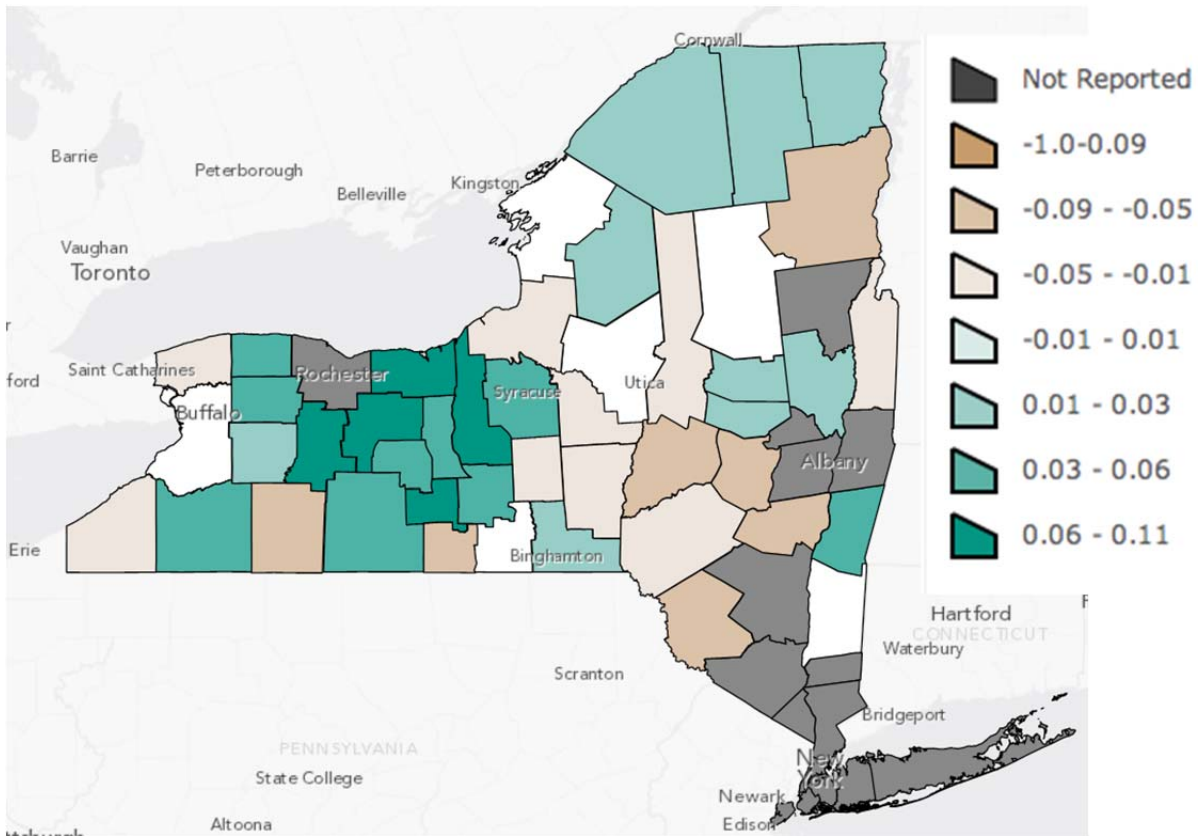 Cornwall
Barrie
Peterborough
Belleville
Kingston
Vaughan
Toronto
Saint Catharines
Rochester
ford
Syracuse
Utica
Buffalo
Albany
Erie
Binghamton
Hartford
CONNECTICUT
Waterbury
Scranton
Bridgeport
PENNSYLVANIA
New
York
State College
Newark
Altoona
Edison
Not Reported
-1.0-0.09
-0.09 - -0.05
-0.05 - -0.01
-0.01 - 0.01
0.01 - 0.03
0.03 - 0.06
0.06 - 0.11